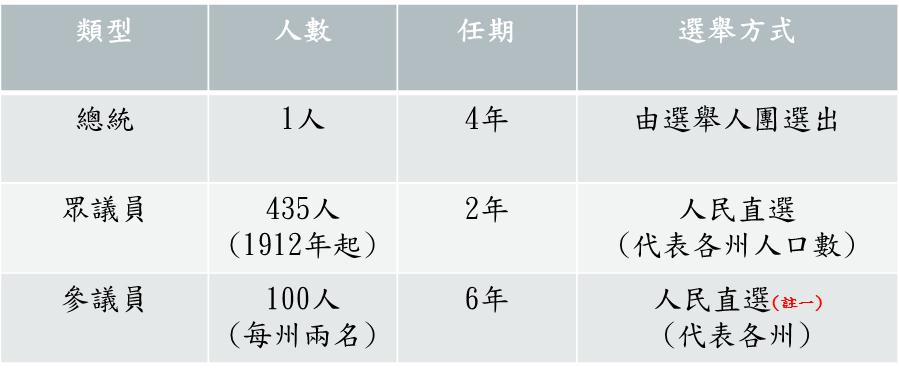 類型 人數 任期 選舉方式
總統 1人 4年 由選舉人團選出
眾議員 435人 2年 人民直選
(1912年起) (代表各州人口數)
參議員 100人 6年 人民直選(註一)
(每州兩名) (代表各州)